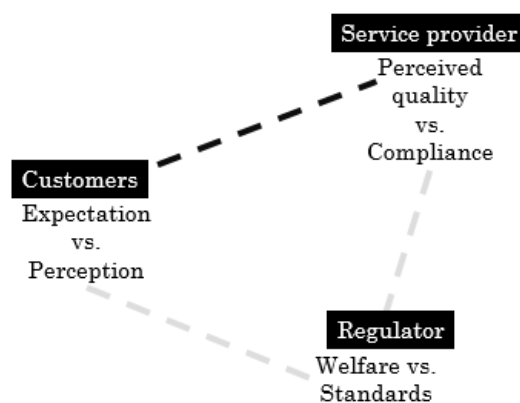 Service provider
Perceived
quality
vs.
Compliance
Customers
Expectation
vs.
Perception
Regulator
Welfare vs.
Standards